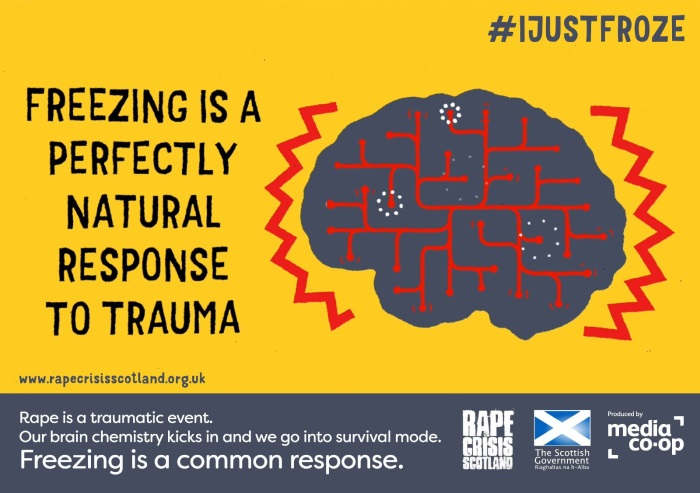 #IJUSTFROZE
FREEZING IS A
PERFECTLY
NATURAL
RESPONSE
TO TRAUMA
www.rapecrisisscotland.org.uk
Rape is a traumatic event.
Our brain chemistry kicks in and we go into survival mode.
Freezing is a common response.
RAPE
CRISIS
SCOTLAND
The Scottish
Government
Riaghaltas na h-Alba
Produced by
media
co-op